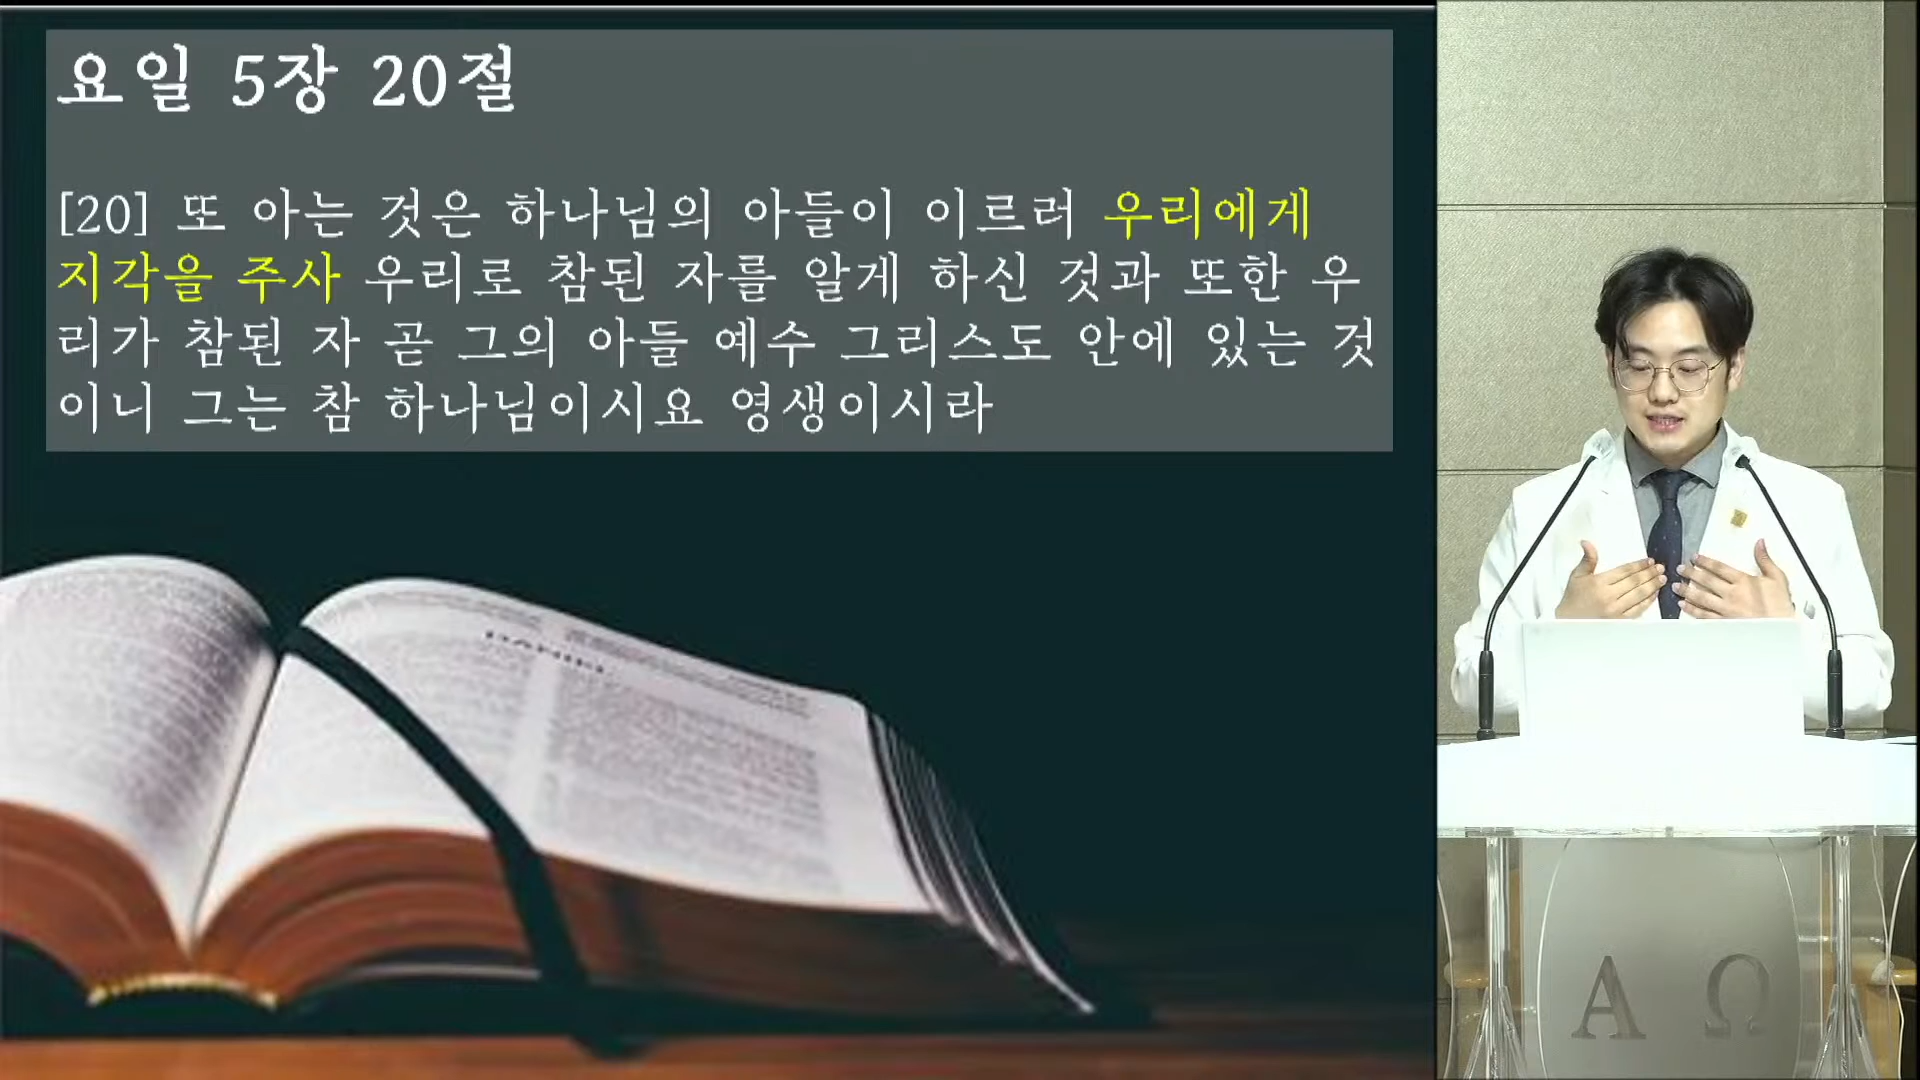 요일 5장 20절
[20] 또 아는 것은 하나님의 아들이 이르러 우리에게
지각을 주사 우리로 참된 자를 알게 하신 것과 또한 우
리가 참된 자 곧 그의 아들 예수 그리스도 안에 있는 것
이니 그는 참 하나님이시요 영생이시라
Α Ω